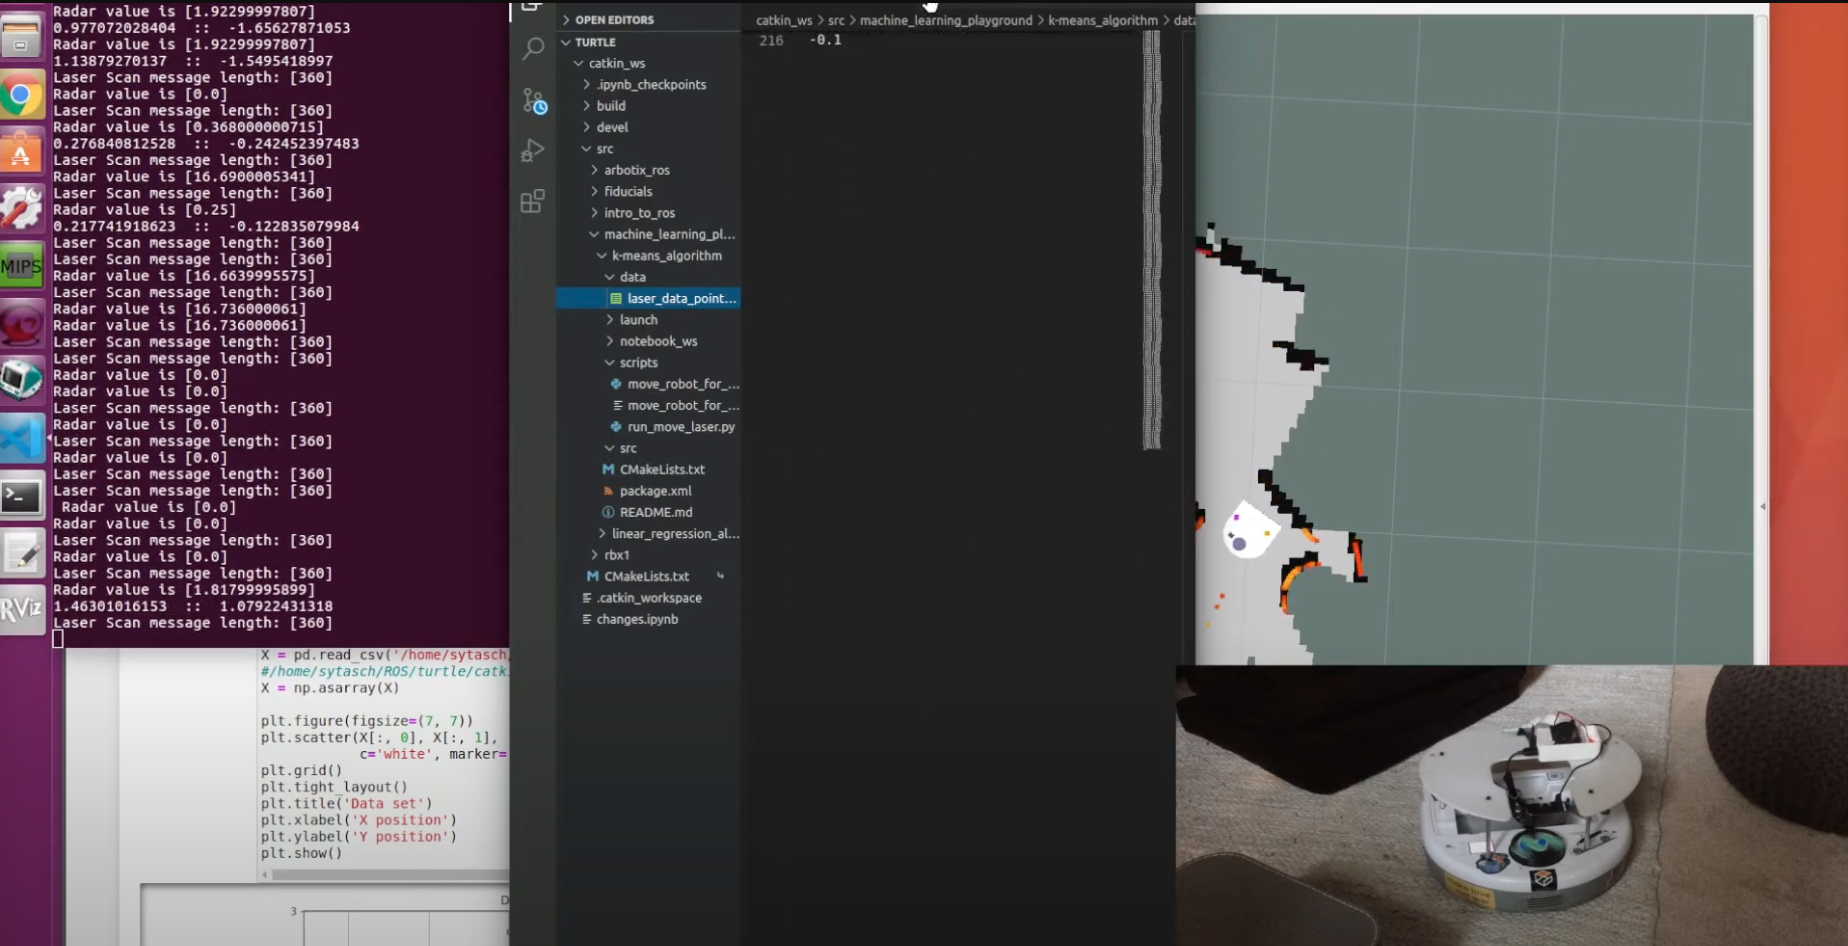 Radar value is [1.92299997807]
0.977072028404  ::  -1.65627871053
Radar value is [1.92299997807]
1.13879270137  ::  -1.5495418997
Laser Scan message length: [360]
Radar value is [0.0]
Laser Scan message length: [360]
Radar value is [0.368000000715]
0.276840812528  ::  -0.242452397483
Laser Scan message length: [360]
Radar value is [16.6900005341]
Laser Scan message length: [360]
Radar value is [0.25]
0.217741918623  ::  -0.122835079984
Laser Scan message length: [360]
Laser Scan message length: [360]
Radar value is [16.6639995575]
Laser Scan message length: [360]
Radar value is [16.736000061]
Radar value is [16.736000061]
Laser Scan message length: [360]
Laser Scan message length: [360]
Radar value is [0.0]
Radar value is [0.0]
Laser Scan message length: [360]
Radar value is [0.0]
Laser Scan message length: [360]
Radar value is [0.0]
Laser Scan message length: [360]
Laser Scan message length: [360]
Radar value is [0.0]
Radar value is [0.0]
Laser Scan message length: [360]
Radar value is [0.0]
Laser Scan message length: [360]
Radar value is [1.81799995899]
1.46301016153  ::  1.07922431318
Laser Scan message length: [360]
MIPS
RViz
OPEN EDITORS
TURTLE
catkin_ws
.ipynb_checkpoints
build
devel
src
arbotix_ros
fiducials
intro_to_ros
machine_learning_pl...
k-means_algorithm
data
laser_data_point...
launch
notebook_ws
scripts
move_robot_for_...
move_robot_for_...
run_move_laser.py
src
CMakeLists.txt
package.xml
README.md
linear_regression_al...
rbx1
CMakeLists.txt
.catkin_workspace
changes.ipynb
catkin_ws > src > machine_learning_playground > k-means_algorithm > data
216 -0.1
X = pd.read_csv('/home/sytasch/
#/home/sytasch/ROS/turtle/catk
X = np.asarray(X)
plt.figure(figsize=(7, 7))
plt.scatter(X[:, 0], X[:, 1],
c='white', marker=
plt.grid()
plt.tight_layout()
plt.title('Data set')
plt.xlabel('X position')
plt.ylabel('Y position')
plt.show()
D
3